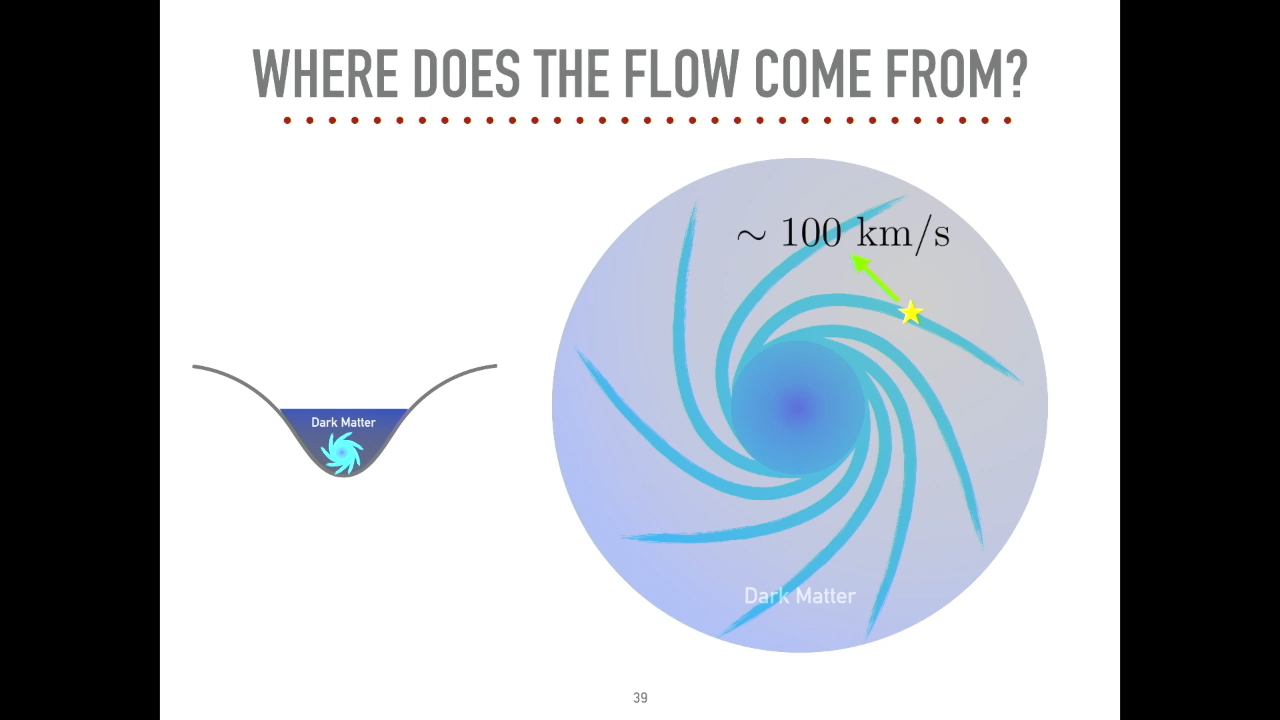 WHERE DOES THE FLOW COME FROM?
~ 100 km/s
Dark Matter
Dark Matter
39